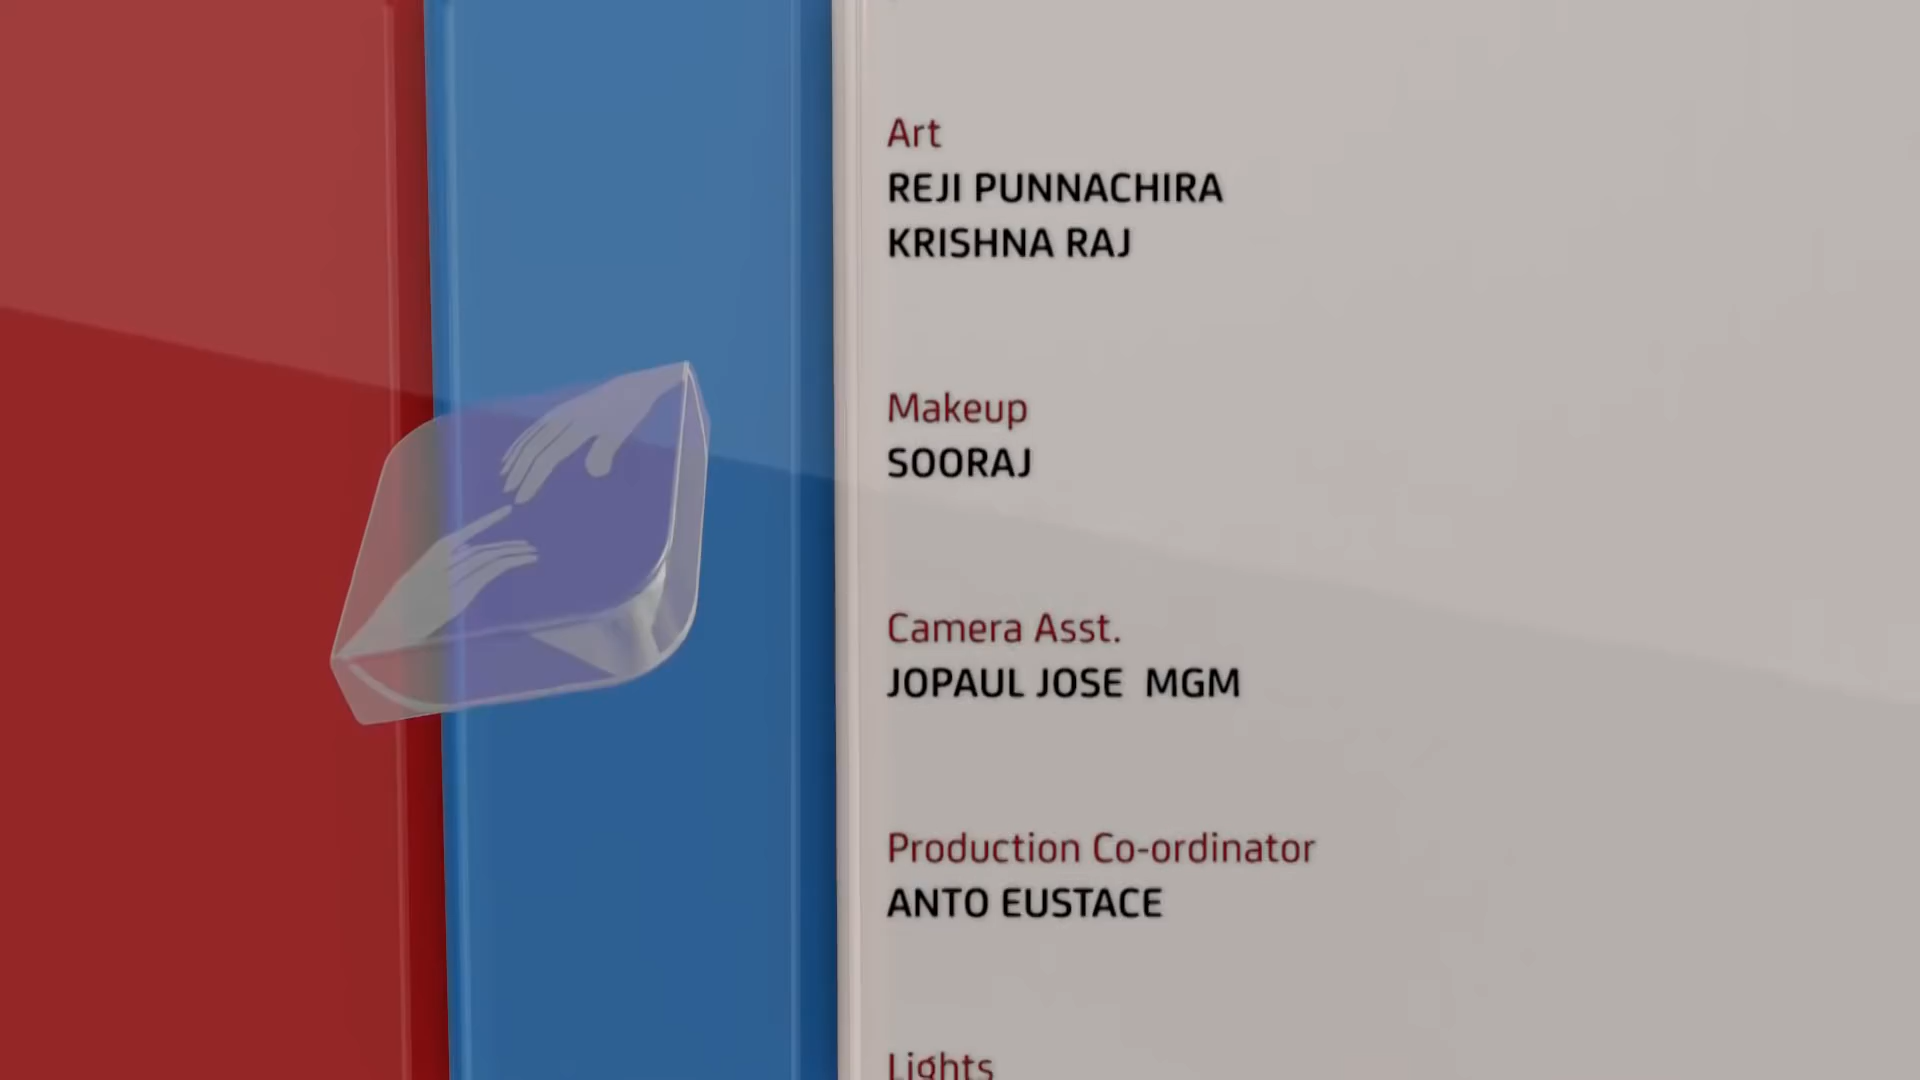 Art
REJI PUNNACHIRA
KRISHNA RAJ
Makeup
SOORAJ
Camera Asst.
JOPAUL JOSE  MGM
Production Co-ordinator
ANTO EUSTACE
Lights